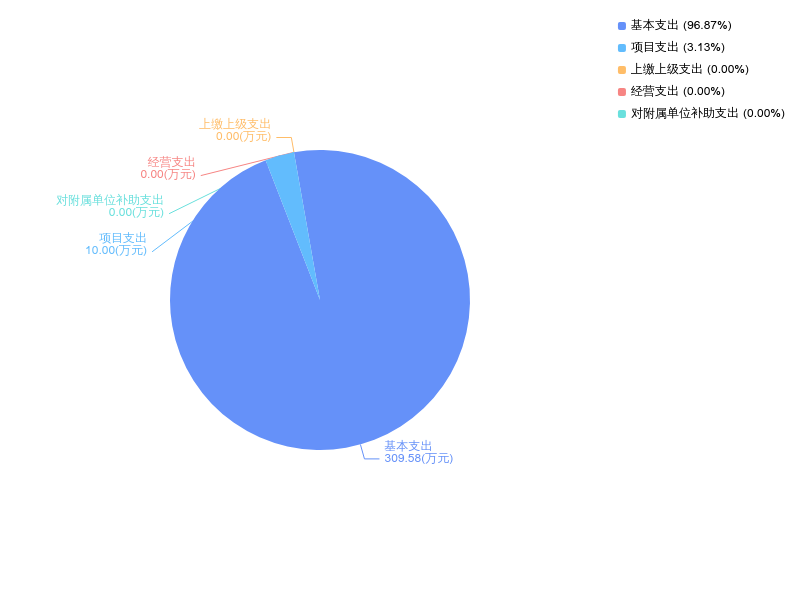 基本支出 (96.87%)
项目支出 (3.13%)
上缴上级支出 (0.00%)
经营支出 (0.00%)
对附属单位补助支出 (0.00%)
上缴上级支出
0.00(万元)
经营支出
0.00(万元)
对附属单位补助支出
0.00(万元)
项目支出
10.00(万元)
基本支出
309.58(万元)